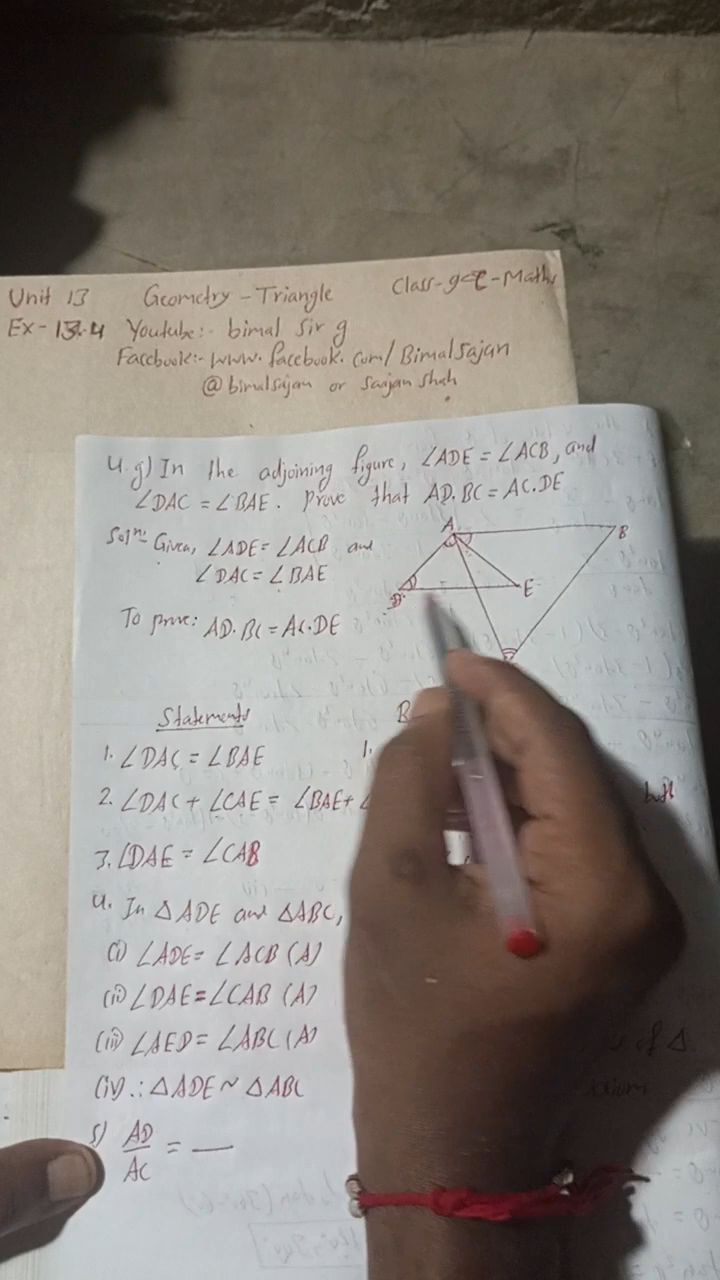 Unit 13 Geometry - Triangle Class-9 - Maths
Ex- 13.4 Youtube:- bimal sir g
Facebook:- www.facebook.com/Bimalsajan
@bimalsajan or Sanjan Shah
4.g) In the adjoining figure, ∠ADE = ∠ACB, and
∠DAC = ∠BAE. Prove that AD.BC = AC.DE
Solⁿ: Given, ∠ADE = ∠ACB and
∠DAC = ∠BAE
To prove: AD.BC = AC.DE
A B
D E
Statements
1. ∠DAC = ∠BAE 1.
2. ∠DAC + ∠CAE = ∠BAE + ∠
3. ∠DAE = ∠CAB
4. In △ADE and △ABC,
(i) ∠ADE = ∠ACB (A)
(ii) ∠DAE = ∠CAB (A)
(iii) ∠AED = ∠ABC (A)
of △
(iv) ∴ △ADE ~ △ABC
5) AD/AC = —